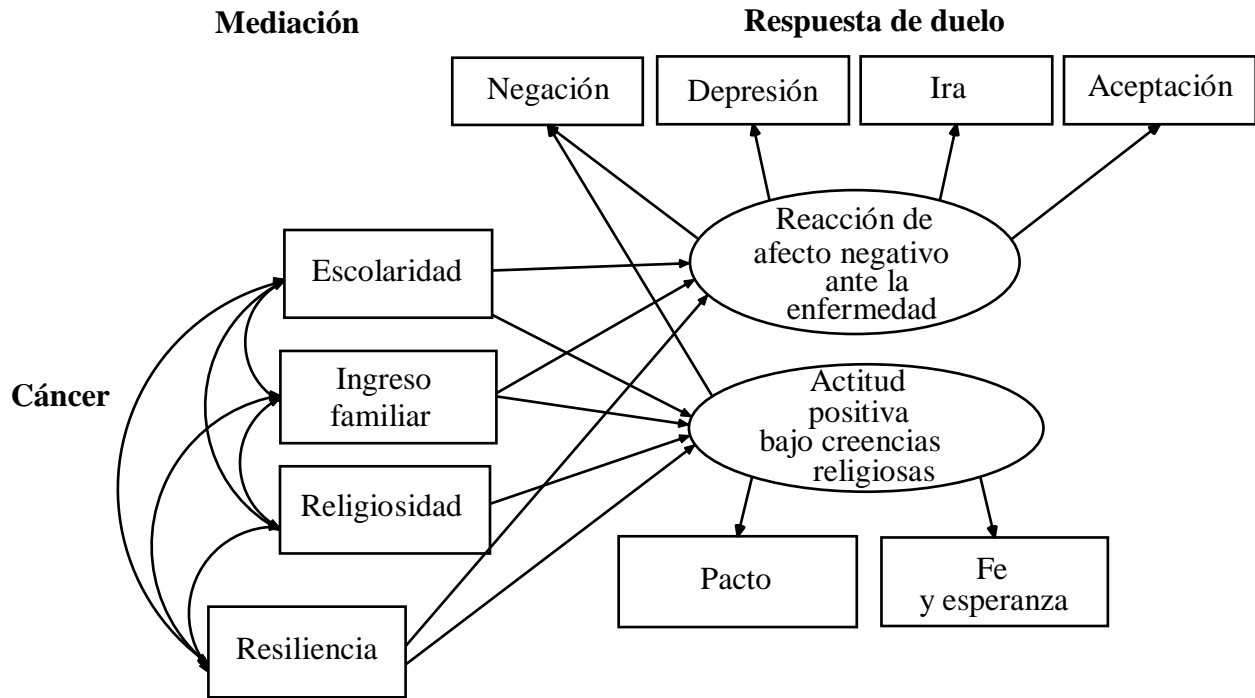 Mediación
Respuesta de duelo
Negación
Depresión
Ira
Aceptación
Reacción de
afecto negativo
ante la
enfermedad
Escolaridad
Ingreso
familiar
Cáncer
Actitud
positiva
bajo creencias
religiosas
Religiosidad
Pacto
Fe
y esperanza
Resiliencia